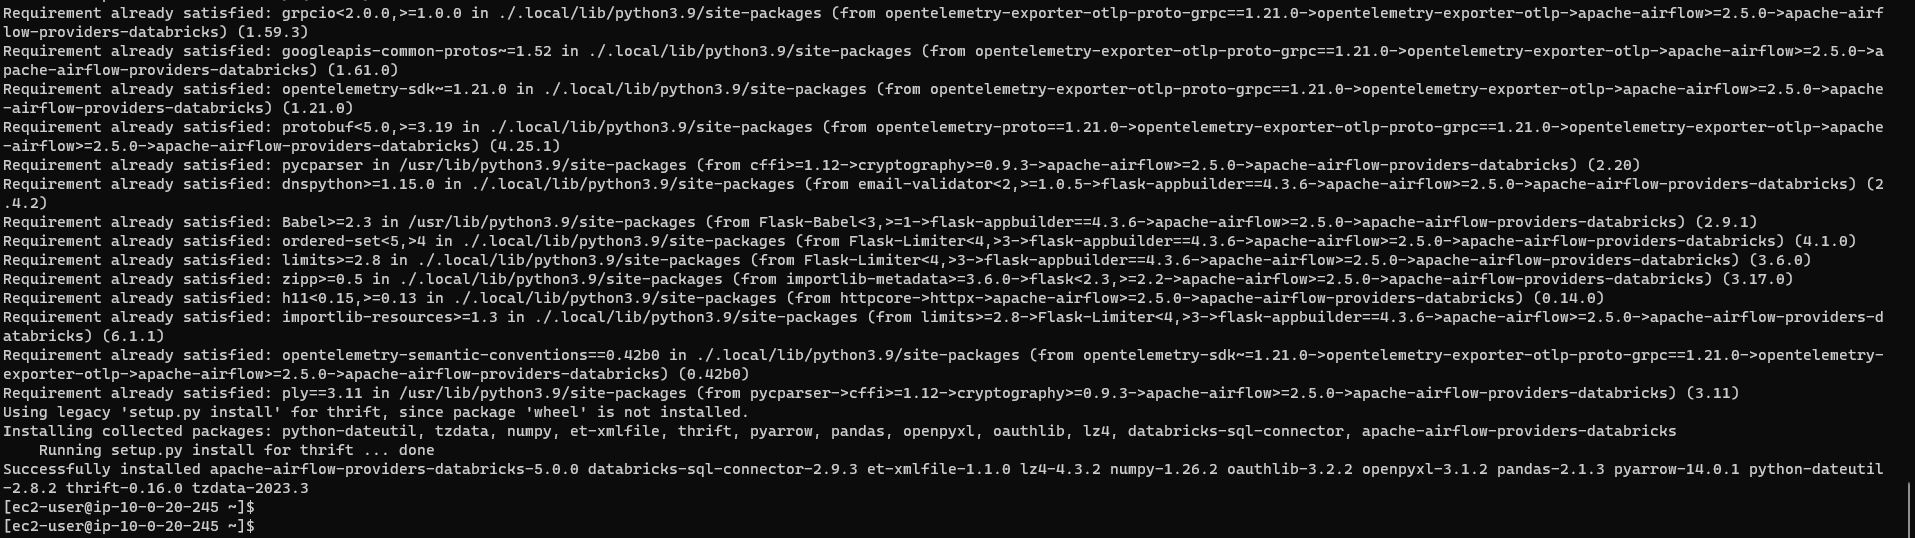 Requirement already satisfied: grpcio<2.0.0,>=1.0.0 in ./.local/lib/python3.9/site-packages (from opentelemetry-exporter-otlp-proto-grpc==1.21.0->opentelemetry-exporter-otlp->apache-airflow>=2.5.0->apache-airf
low-providers-databricks) (1.59.3)
Requirement already satisfied: googleapis-common-protos~=1.52 in ./.local/lib/python3.9/site-packages (from opentelemetry-exporter-otlp-proto-grpc==1.21.0->opentelemetry-exporter-otlp->apache-airflow>=2.5.0->a
pache-airflow-providers-databricks) (1.61.0)
Requirement already satisfied: opentelemetry-sdk~=1.21.0 in ./.local/lib/python3.9/site-packages (from opentelemetry-exporter-otlp-proto-grpc==1.21.0->opentelemetry-exporter-otlp->apache-airflow>=2.5.0->apache
-airflow-providers-databricks) (1.21.0)
Requirement already satisfied: protobuf<5.0,>=3.19 in ./.local/lib/python3.9/site-packages (from opentelemetry-proto==1.21.0->opentelemetry-exporter-otlp-proto-grpc==1.21.0->opentelemetry-exporter-otlp->apache
-airflow>=2.5.0->apache-airflow-providers-databricks) (4.25.1)
Requirement already satisfied: pycparser in /usr/lib/python3.9/site-packages (from cffi>=1.12->cryptography>=0.9.3->apache-airflow>=2.5.0->apache-airflow-providers-databricks) (2.20)
Requirement already satisfied: dnspython>=1.15.0 in ./.local/lib/python3.9/site-packages (from email-validator<2,>=1.0.5->flask-appbuilder==4.3.6->apache-airflow>=2.5.0->apache-airflow-providers-databricks) (2
.4.2)
Requirement already satisfied: Babel>=2.3 in /usr/lib/python3.9/site-packages (from Flask-Babel<3,>=1->flask-appbuilder==4.3.6->apache-airflow>=2.5.0->apache-airflow-providers-databricks) (2.9.1)
Requirement already satisfied: ordered-set<5,>4 in ./.local/lib/python3.9/site-packages (from Flask-Limiter<4,>3->flask-appbuilder==4.3.6->apache-airflow>=2.5.0->apache-airflow-providers-databricks) (4.1.0)
Requirement already satisfied: limits>=2.8 in ./.local/lib/python3.9/site-packages (from Flask-Limiter<4,>3->flask-appbuilder==4.3.6->apache-airflow>=2.5.0->apache-airflow-providers-databricks) (3.6.0)
Requirement already satisfied: zipp>=0.5 in ./.local/lib/python3.9/site-packages (from importlib-metadata>=3.6.0->flask<2.3,>=2.2->apache-airflow>=2.5.0->apache-airflow-providers-databricks) (3.17.0)
Requirement already satisfied: h11<0.15,>=0.13 in ./.local/lib/python3.9/site-packages (from httpcore->httpx->apache-airflow>=2.5.0->apache-airflow-providers-databricks) (0.14.0)
Requirement already satisfied: importlib-resources>=1.3 in ./.local/lib/python3.9/site-packages (from limits>=2.8->Flask-Limiter<4,>3->flask-appbuilder==4.3.6->apache-airflow>=2.5.0->apache-airflow-providers-d
atabricks) (6.1.1)
Requirement already satisfied: opentelemetry-semantic-conventions==0.42b0 in ./.local/lib/python3.9/site-packages (from opentelemetry-sdk~=1.21.0->opentelemetry-exporter-otlp-proto-grpc==1.21.0->opentelemetry-
exporter-otlp->apache-airflow>=2.5.0->apache-airflow-providers-databricks) (0.42b0)
Requirement already satisfied: ply==3.11 in /usr/lib/python3.9/site-packages (from pycparser->cffi>=1.12->cryptography>=0.9.3->apache-airflow>=2.5.0->apache-airflow-providers-databricks) (3.11)
Using legacy 'setup.py install' for thrift, since package 'wheel' is not installed.
Installing collected packages: python-dateutil, tzdata, numpy, et-xmlfile, thrift, pyarrow, pandas, openpyxl, oauthlib, lz4, databricks-sql-connector, apache-airflow-providers-databricks
    Running setup.py install for thrift ... done
Successfully installed apache-airflow-providers-databricks-5.0.0 databricks-sql-connector-2.9.3 et-xmlfile-1.1.0 lz4-4.3.2 numpy-1.26.2 oauthlib-3.2.2 openpyxl-3.1.2 pandas-2.1.3 pyarrow-14.0.1 python-dateutil
-2.8.2 thrift-0.16.0 tzdata-2023.3
[ec2-user@ip-10-0-20-245 ~]$
[ec2-user@ip-10-0-20-245 ~]$